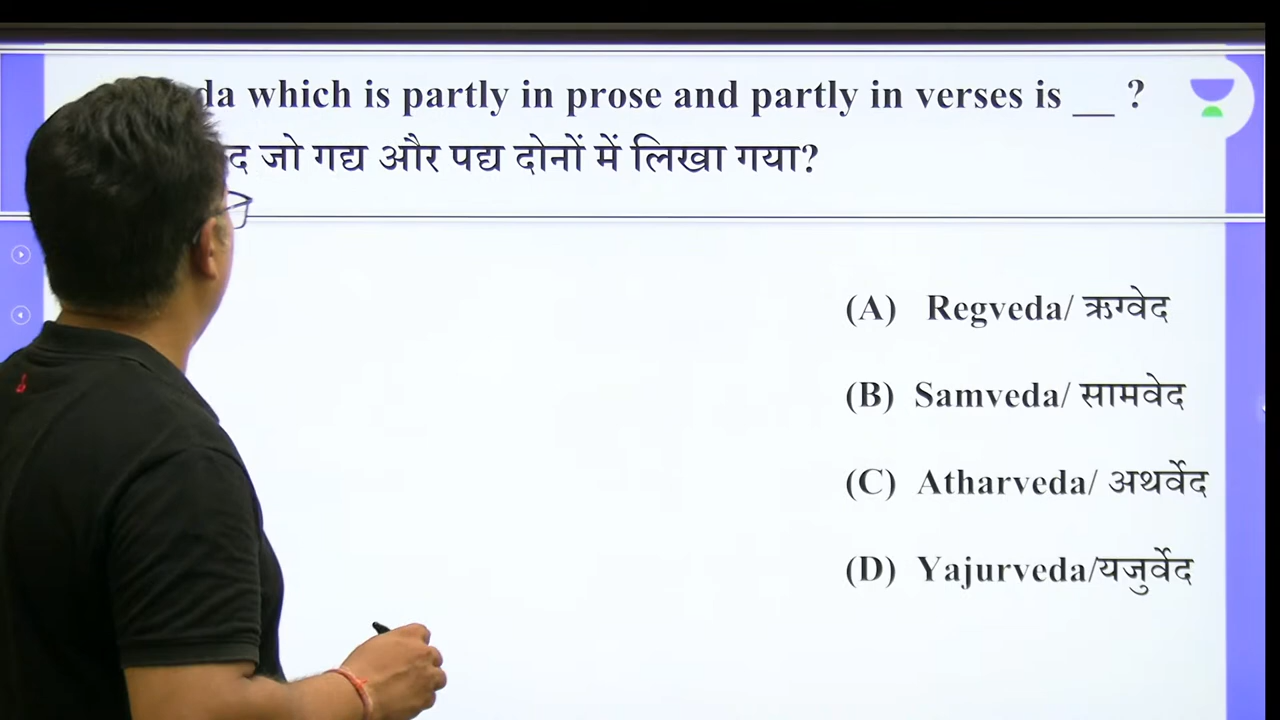 which is partly in prose and partly in verses is __ ?
जो गद्य और पद्य दोनों में लिखा गया?
(A) Regveda/ ऋग्वेद
(B) Samveda/ सामवेद
(C) Atharveda/ अथर्वेद
(D) Yajurveda/यजुर्वेद